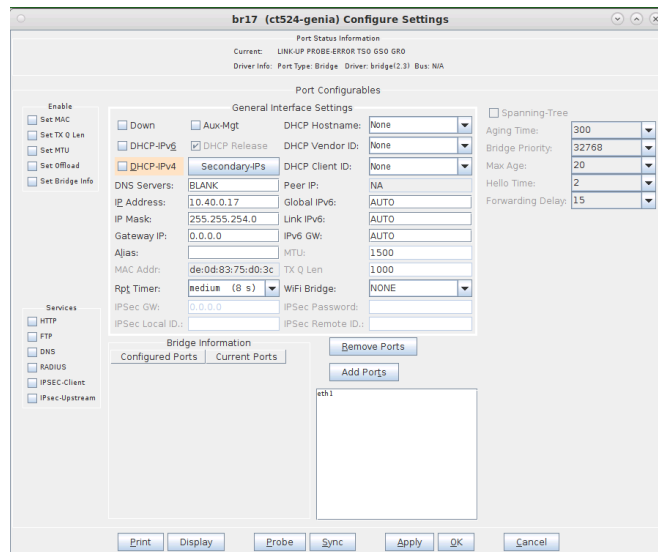 br17 (ct524-genia) Configure Settings
Port Status Information
Current: LINK-UP PROBE-ERROR TSO GSO GRO
Driver Info: Port Type: Bridge Driver: bridge(2.3) Bus: N/A
Port Configurables
Enable
Set MAC
Set TX Q Len
Set MTU
Set Offload
Set Bridge Info
Services
HTTP
FTP
DNS
RADIUS
IPSEC-Client
IPsec-Upstream
General Interface Settings
Down Aux-Mgt DHCP Hostname: None
DHCP-IPv6 DHCP Release DHCP Vendor ID: None
DHCP-IPv4 Secondary-IPs DHCP Client ID: None
DNS Servers: BLANK Peer IP: NA
IP Address: 10.40.0.17 Global IPv6: AUTO
IP Mask: 255.255.254.0 Link IPv6: AUTO
Gateway IP: 0.0.0.0 IPv6 GW: AUTO
Alias: MTU: 1500
MAC Addr: de:0d:83:75:d0:3c TX Q Len 1000
Rpt Timer: medium (8 s) WiFi Bridge: NONE
IPSec GW: 0.0.0.0 IPSec Password:
IPSec Local ID.: IPSec Remote ID.:
Spanning-Tree
Aging Time: 300
Bridge Priority: 32768
Max Age: 20
Hello Time: 2
Forwarding Delay: 15
Bridge Information
Configured Ports Current Ports
Remove Ports
Add Ports
eth1
Print Display Probe Sync Apply OK Cancel